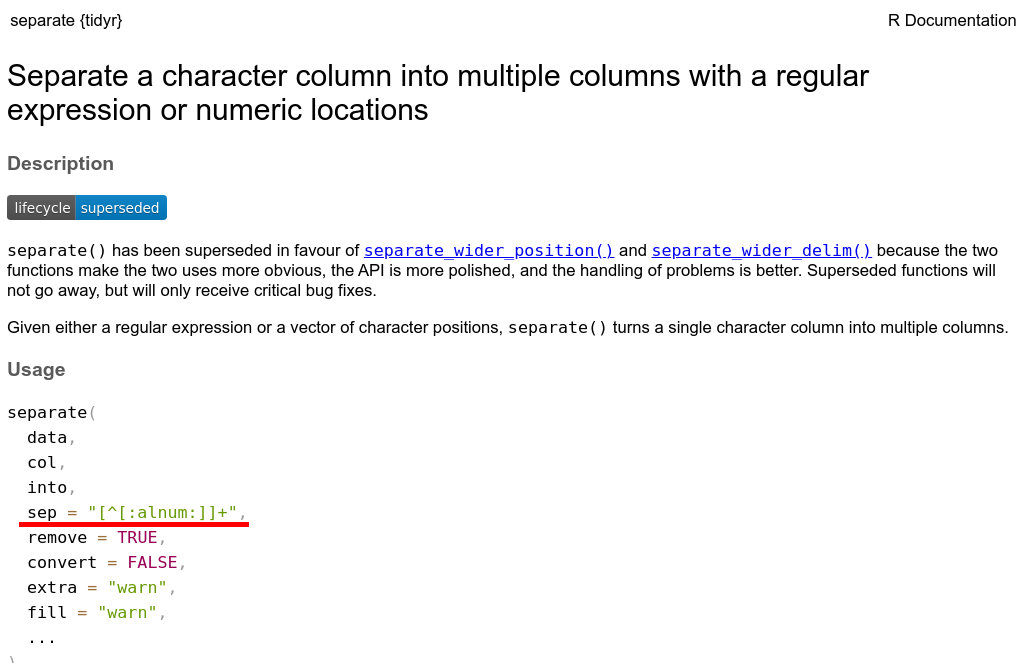 separate {tidyr} R Documentation
Separate a character column into multiple columns with a regular
expression or numeric locations
Description
lifecycle superseded
separate() has been superseded in favour of separate_wider_position() and separate_wider_delim() because the two
functions make the two uses more obvious, the API is more polished, and the handling of problems is better. Superseded functions will
not go away, but will only receive critical bug fixes.
Given either a regular expression or a vector of character positions, separate() turns a single character column into multiple columns.
Usage
separate(
  data,
  col,
  into,
  sep = "[^[:alnum:]]+",
  remove = TRUE,
  convert = FALSE,
  extra = "warn",
  fill = "warn",
  ...
)